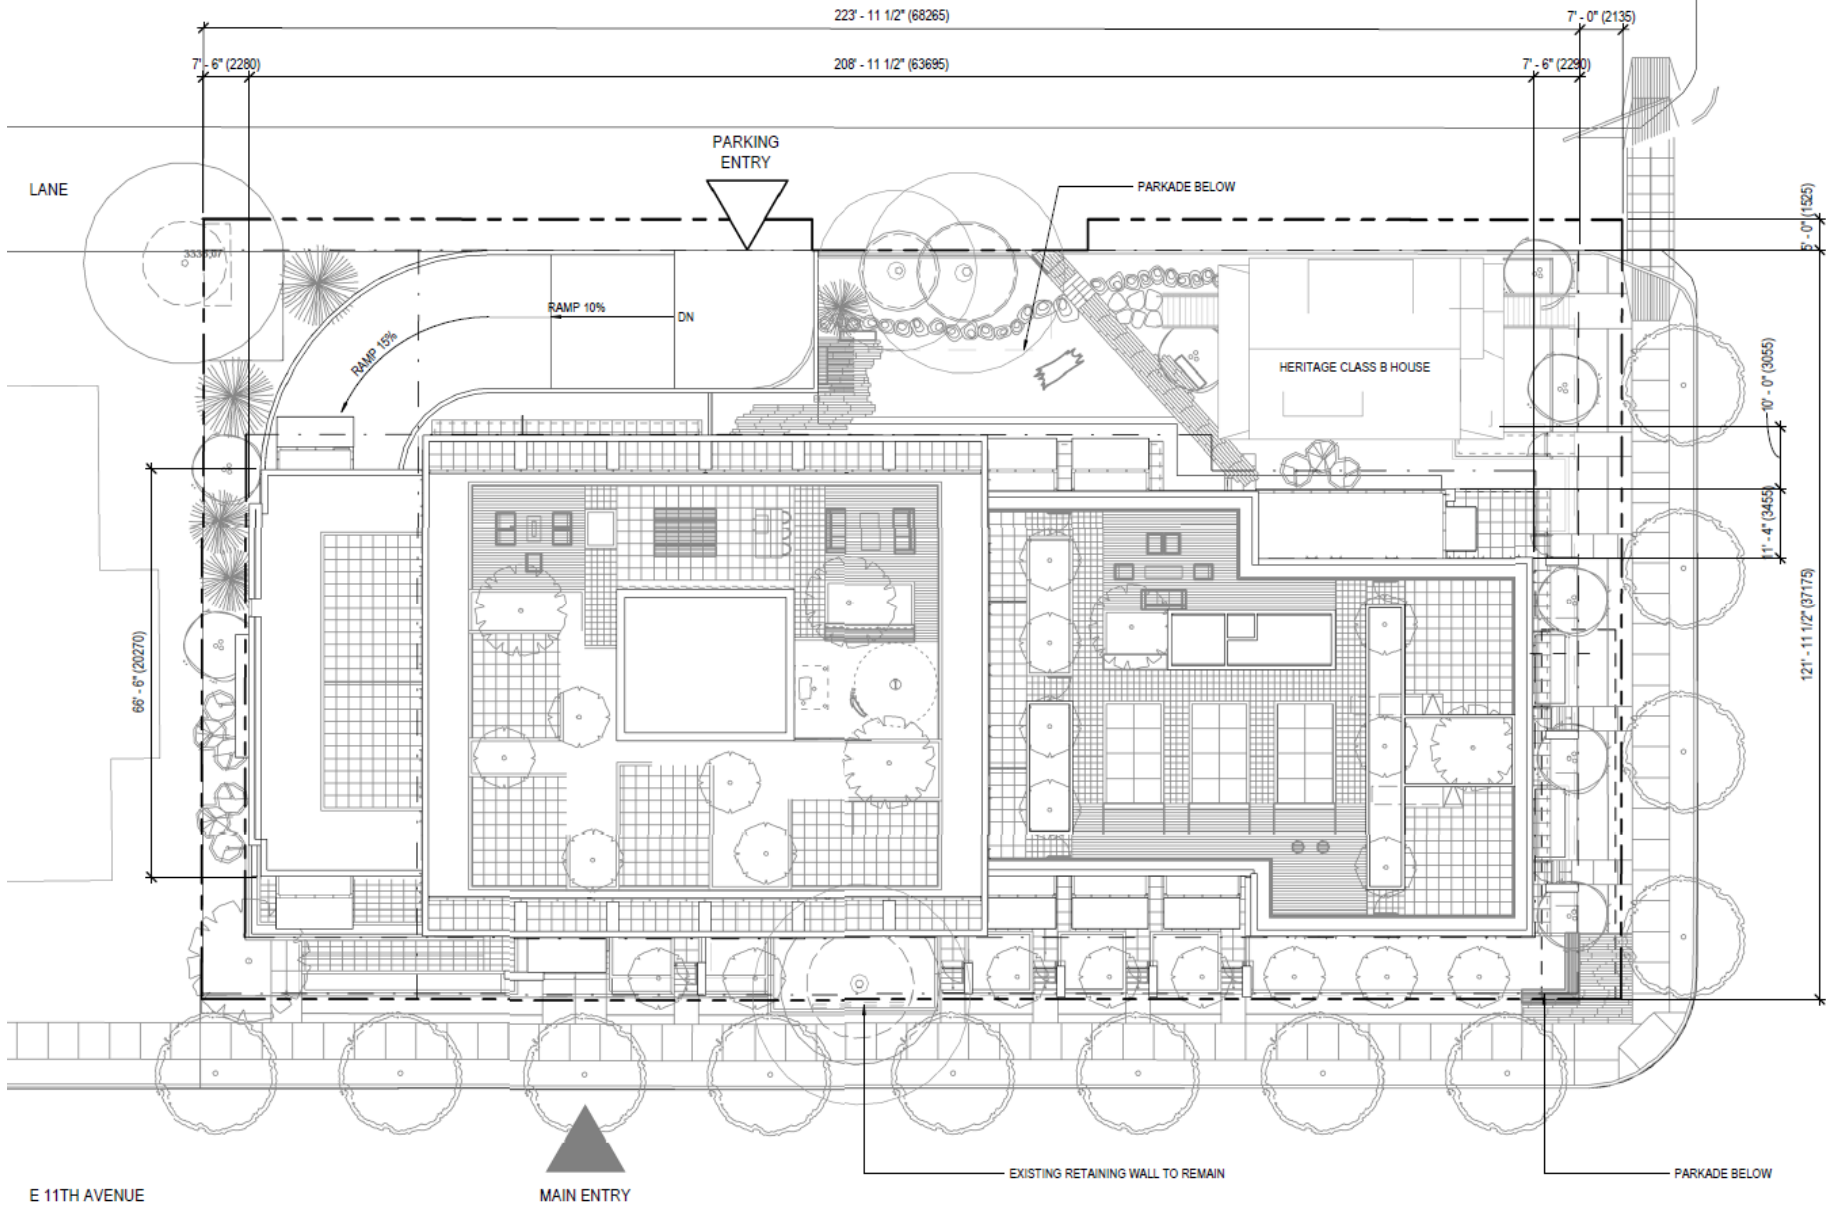 223' - 11 1/2" (68265)
7' - 0" (2135)
7' - 6" (2280)
208' - 11 1/2" (63695)
7' - 6" (2290)
PARKING
ENTRY
LANE
PARKADE BELOW
5' - 0" (1525)
RAMP 10%
DN
RAMP 15%
HERITAGE CLASS B HOUSE
10' - 0" (3055)
11' - 4" (3455)
66' - 6" (20270)
121' - 11 1/2" (37175)
EXISTING RETAINING WALL TO REMAIN
PARKADE BELOW
E 11TH AVENUE
MAIN ENTRY